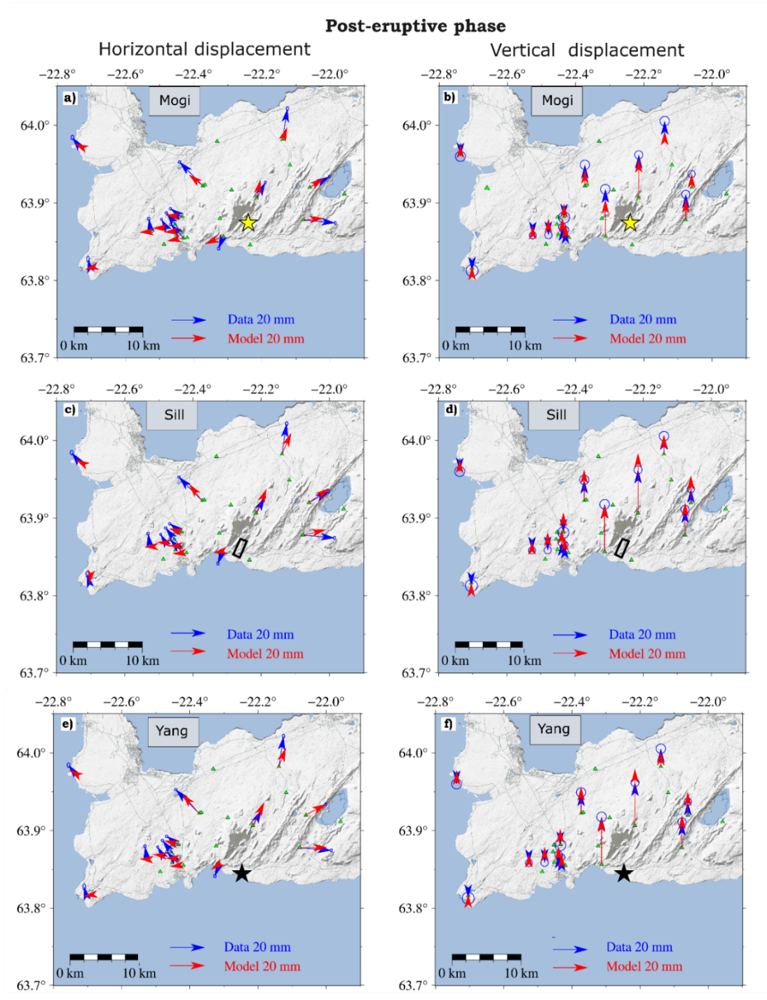 Post-eruptive phase
Horizontal displacement
Vertical displacement
−22.8° −22.6° −22.4° −22.2° −22.0°
a)
Mogi
64.0°
63.9°
63.8°
63.7°
Data 20 mm
Model 20 mm
0 km 10 km
−22.8° −22.6° −22.4° −22.2° −22.0°
b)
Mogi
64.0°
63.9°
63.8°
63.7°
Data 20 mm
Model 20 mm
0 km 10 km
−22.8° −22.6° −22.4° −22.2° −22.0°
c)
Sill
64.0°
63.9°
63.8°
63.7°
Data 20 mm
Model 20 mm
0 km 10 km
−22.8° −22.6° −22.4° −22.2° −22.0°
d)
Sill
64.0°
63.9°
63.8°
63.7°
Data 20 mm
Model 20 mm
0 km 10 km
−22.8° −22.6° −22.4° −22.2° −22.0°
e)
Yang
64.0°
63.9°
63.8°
63.7°
Data 20 mm
Model 20 mm
0 km 10 km
−22.8° −22.6° −22.4° −22.2° −22.0°
f)
Yang
64.0°
63.9°
63.8°
63.7°
Data 20 mm
Model 20 mm
0 km 10 km